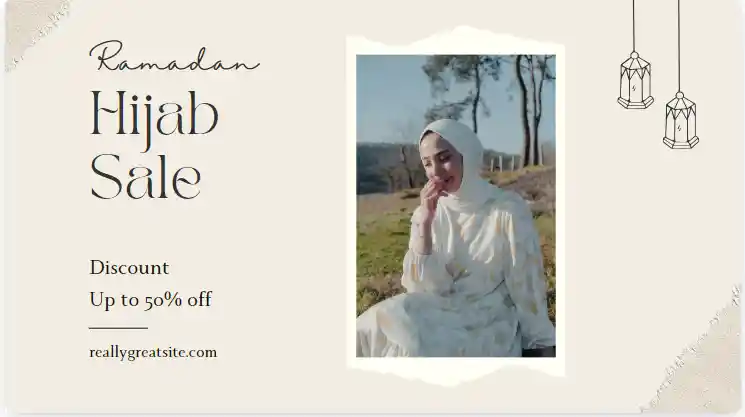 Ramadan
Hijab
Sale
Discount
Up to 50% off
reallygreatsite.com